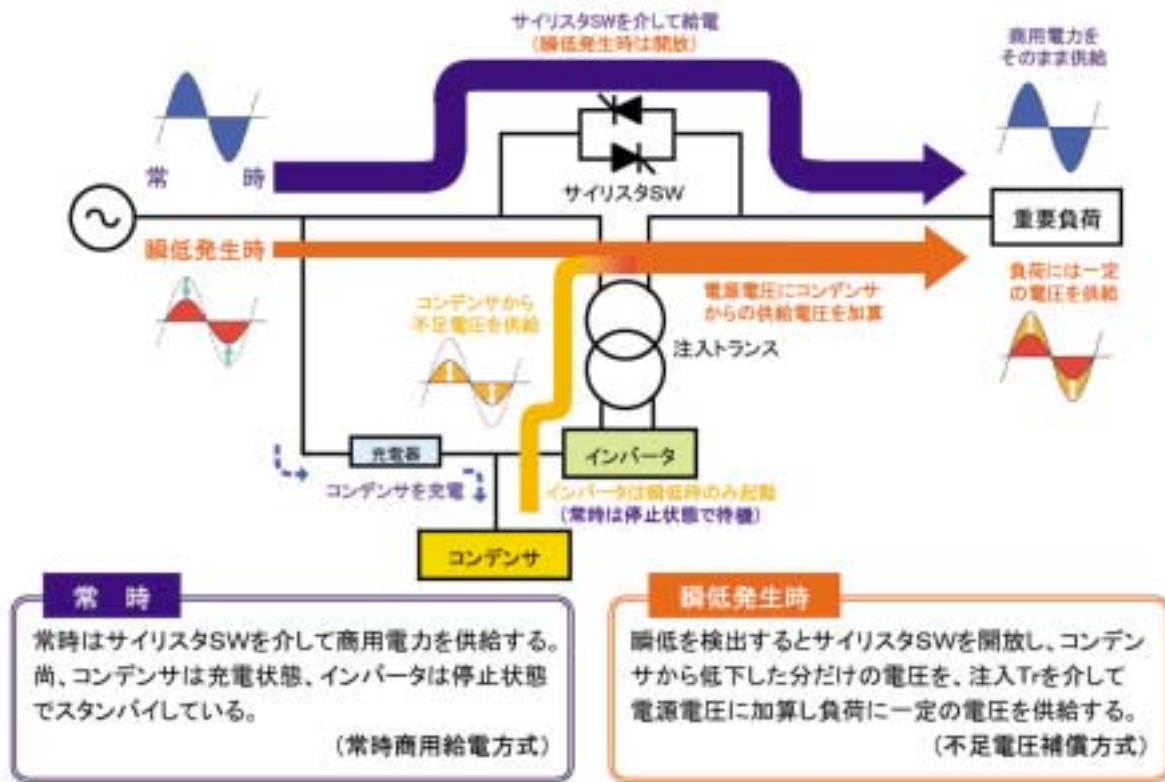 サイリスタSWを介して給電
(瞬低発生時は開放)
商用電力を
そのまま供給
常　時
サイリスタSW
重要負荷
瞬低発生時
コンデンサから
不足電圧を供給
電源電圧にコンデンサ
からの供給電圧を加算
負荷には一定
の電圧を供給
注入トランス
充電器
インバータ
コンデンサを充電
インバータは瞬低時のみ起動
(常時は停止状態で待機)
コンデンサ
常　時
常時はサイリスタSWを介して商用電力を供給する。
尚、コンデンサは充電状態、インバータは停止状態
でスタンバイしている。
(常時商用給電方式)
瞬低発生時
瞬低を検出するとサイリスタSWを開放し、コンデン
サから低下した分だけの電圧を、注入Trを介して
電源電圧に加算し負荷に一定の電圧を供給する。
(不足電圧補償方式)